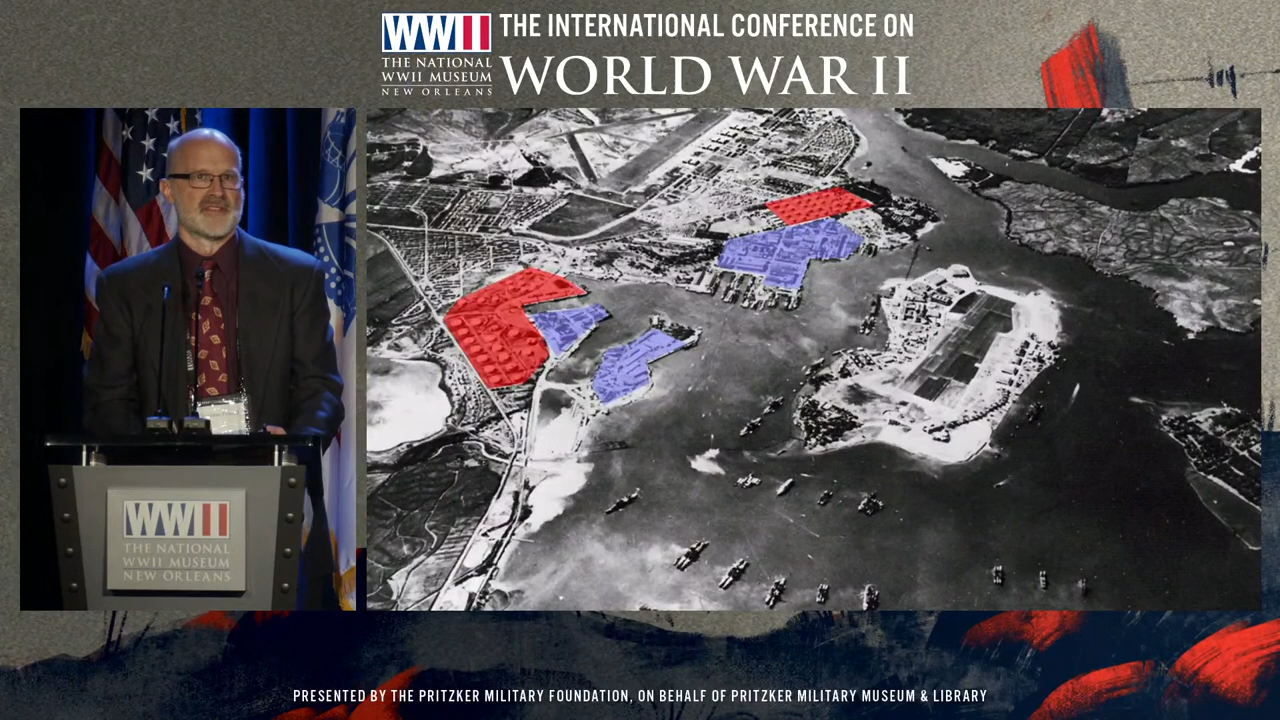 WWII
THE NATIONAL
WWII MUSEUM
NEW ORLEANS
THE INTERNATIONAL CONFERENCE ON
WORLD WAR II
WWII
THE NATIONAL
WWII MUSEUM
NEW ORLEANS
PRESENTED BY THE PRITZKER MILITARY FOUNDATION, ON BEHALF OF PRITZKER MILITARY MUSEUM & LIBRARY